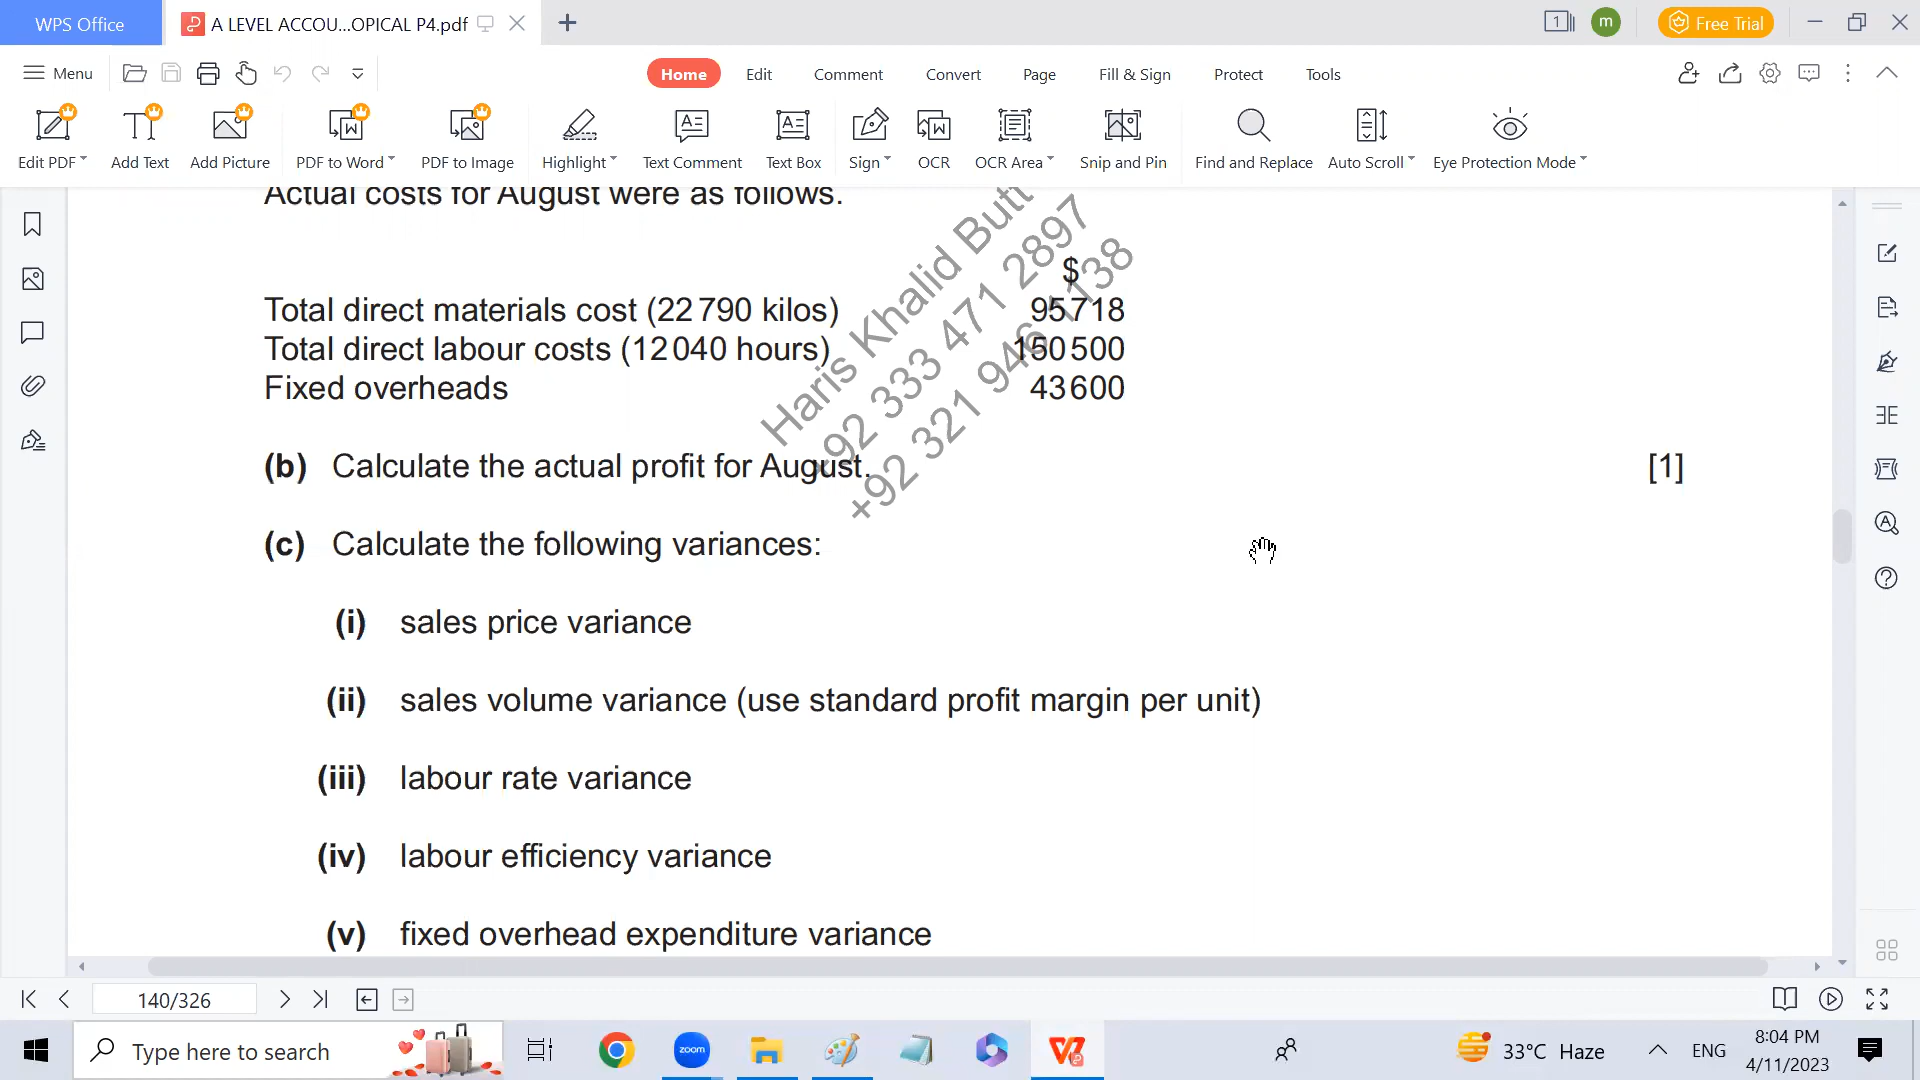 WPS Office
A LEVEL ACCOU...OPICAL P4.pdf
1
m
Free Trial
Menu
Home
Edit
Comment
Convert
Page
Fill & Sign
Protect
Tools
Edit PDF
Add Text
Add Picture
PDF to Word
PDF to Image
Highlight
Text Comment
Text Box
Sign
OCR
OCR Area
Snip and Pin
Find and Replace
Auto Scroll
Eye Protection Mode
Actual costs for August were as follows.
$
Total direct materials cost (22 790 kilos) 95 718
Total direct labour costs (12 040 hours) 150 500
Fixed overheads 43 600
Haris Khalid Butt
+92 333 471 2897
+92 321 946 1138
(b) Calculate the actual profit for August. [1]
(c) Calculate the following variances:
(i) sales price variance
(ii) sales volume variance (use standard profit margin per unit)
(iii) labour rate variance
(iv) labour efficiency variance
(v) fixed overhead expenditure variance
140/326
Type here to search
zoom
33°C Haze
ENG
8:04 PM
4/11/2023